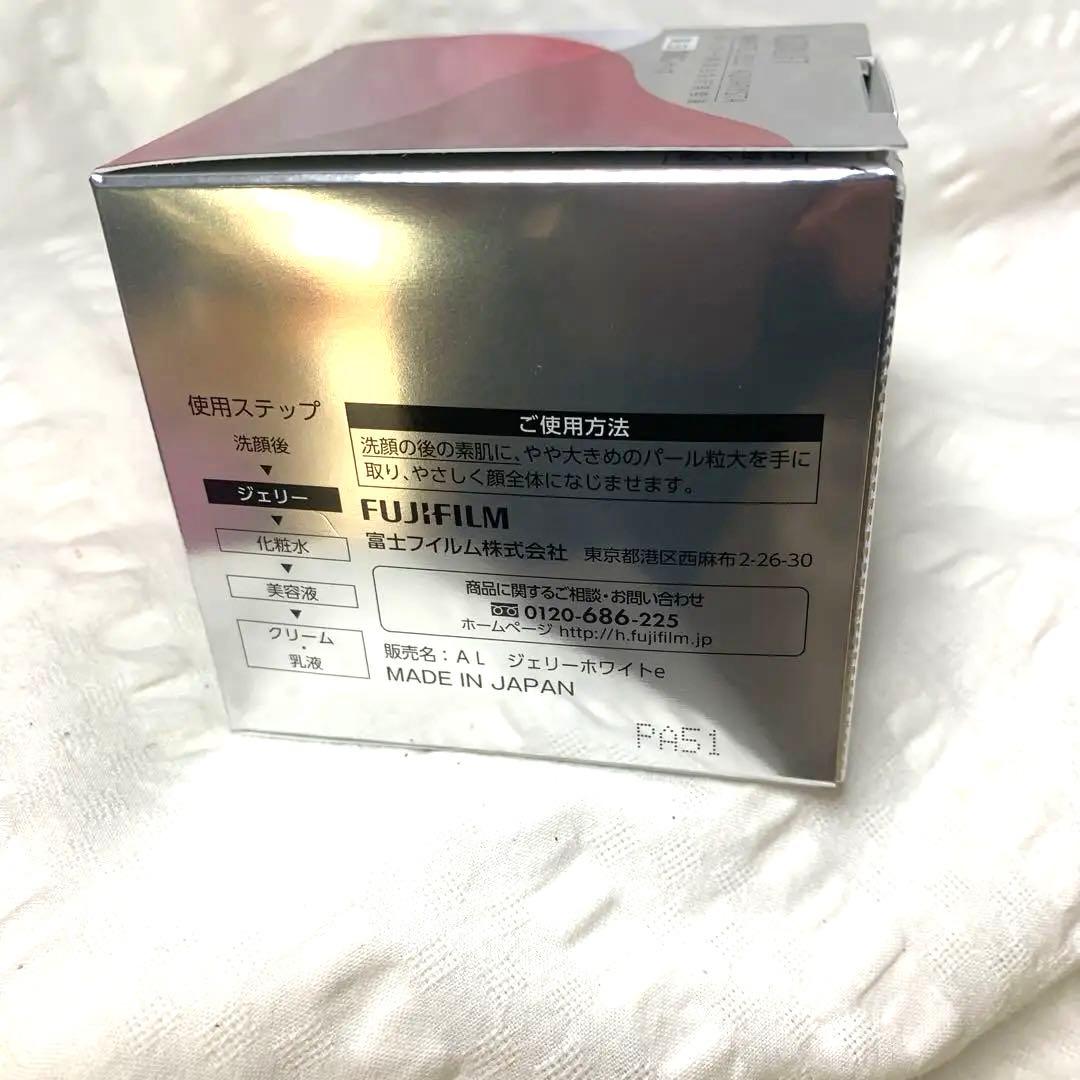 使用ステップ
洗顔後
▼
ジェリー
▼
化粧水
▼
美容液
▼
クリーム
・
乳液
ご使用方法
洗顔の後の素肌に、やや大きめのパール粒大を手に
取り、やさしく顔全体になじませます。
FUJIFILM
富士フイルム株式会社 東京都港区西麻布2-26-30
商品に関するご相談・お問い合わせ
0120-686-225
ホームページ http://h.fujifilm.jp
販売名：AL ジェリーホワイトe
MADE IN JAPAN
PA51